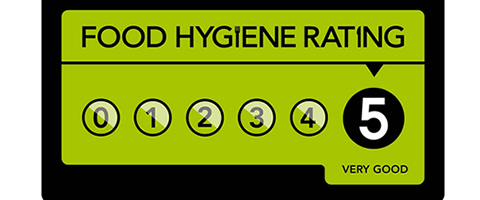 FOOD HYGIENE RATING
0 1 2 3 4 5
VERY GOOD